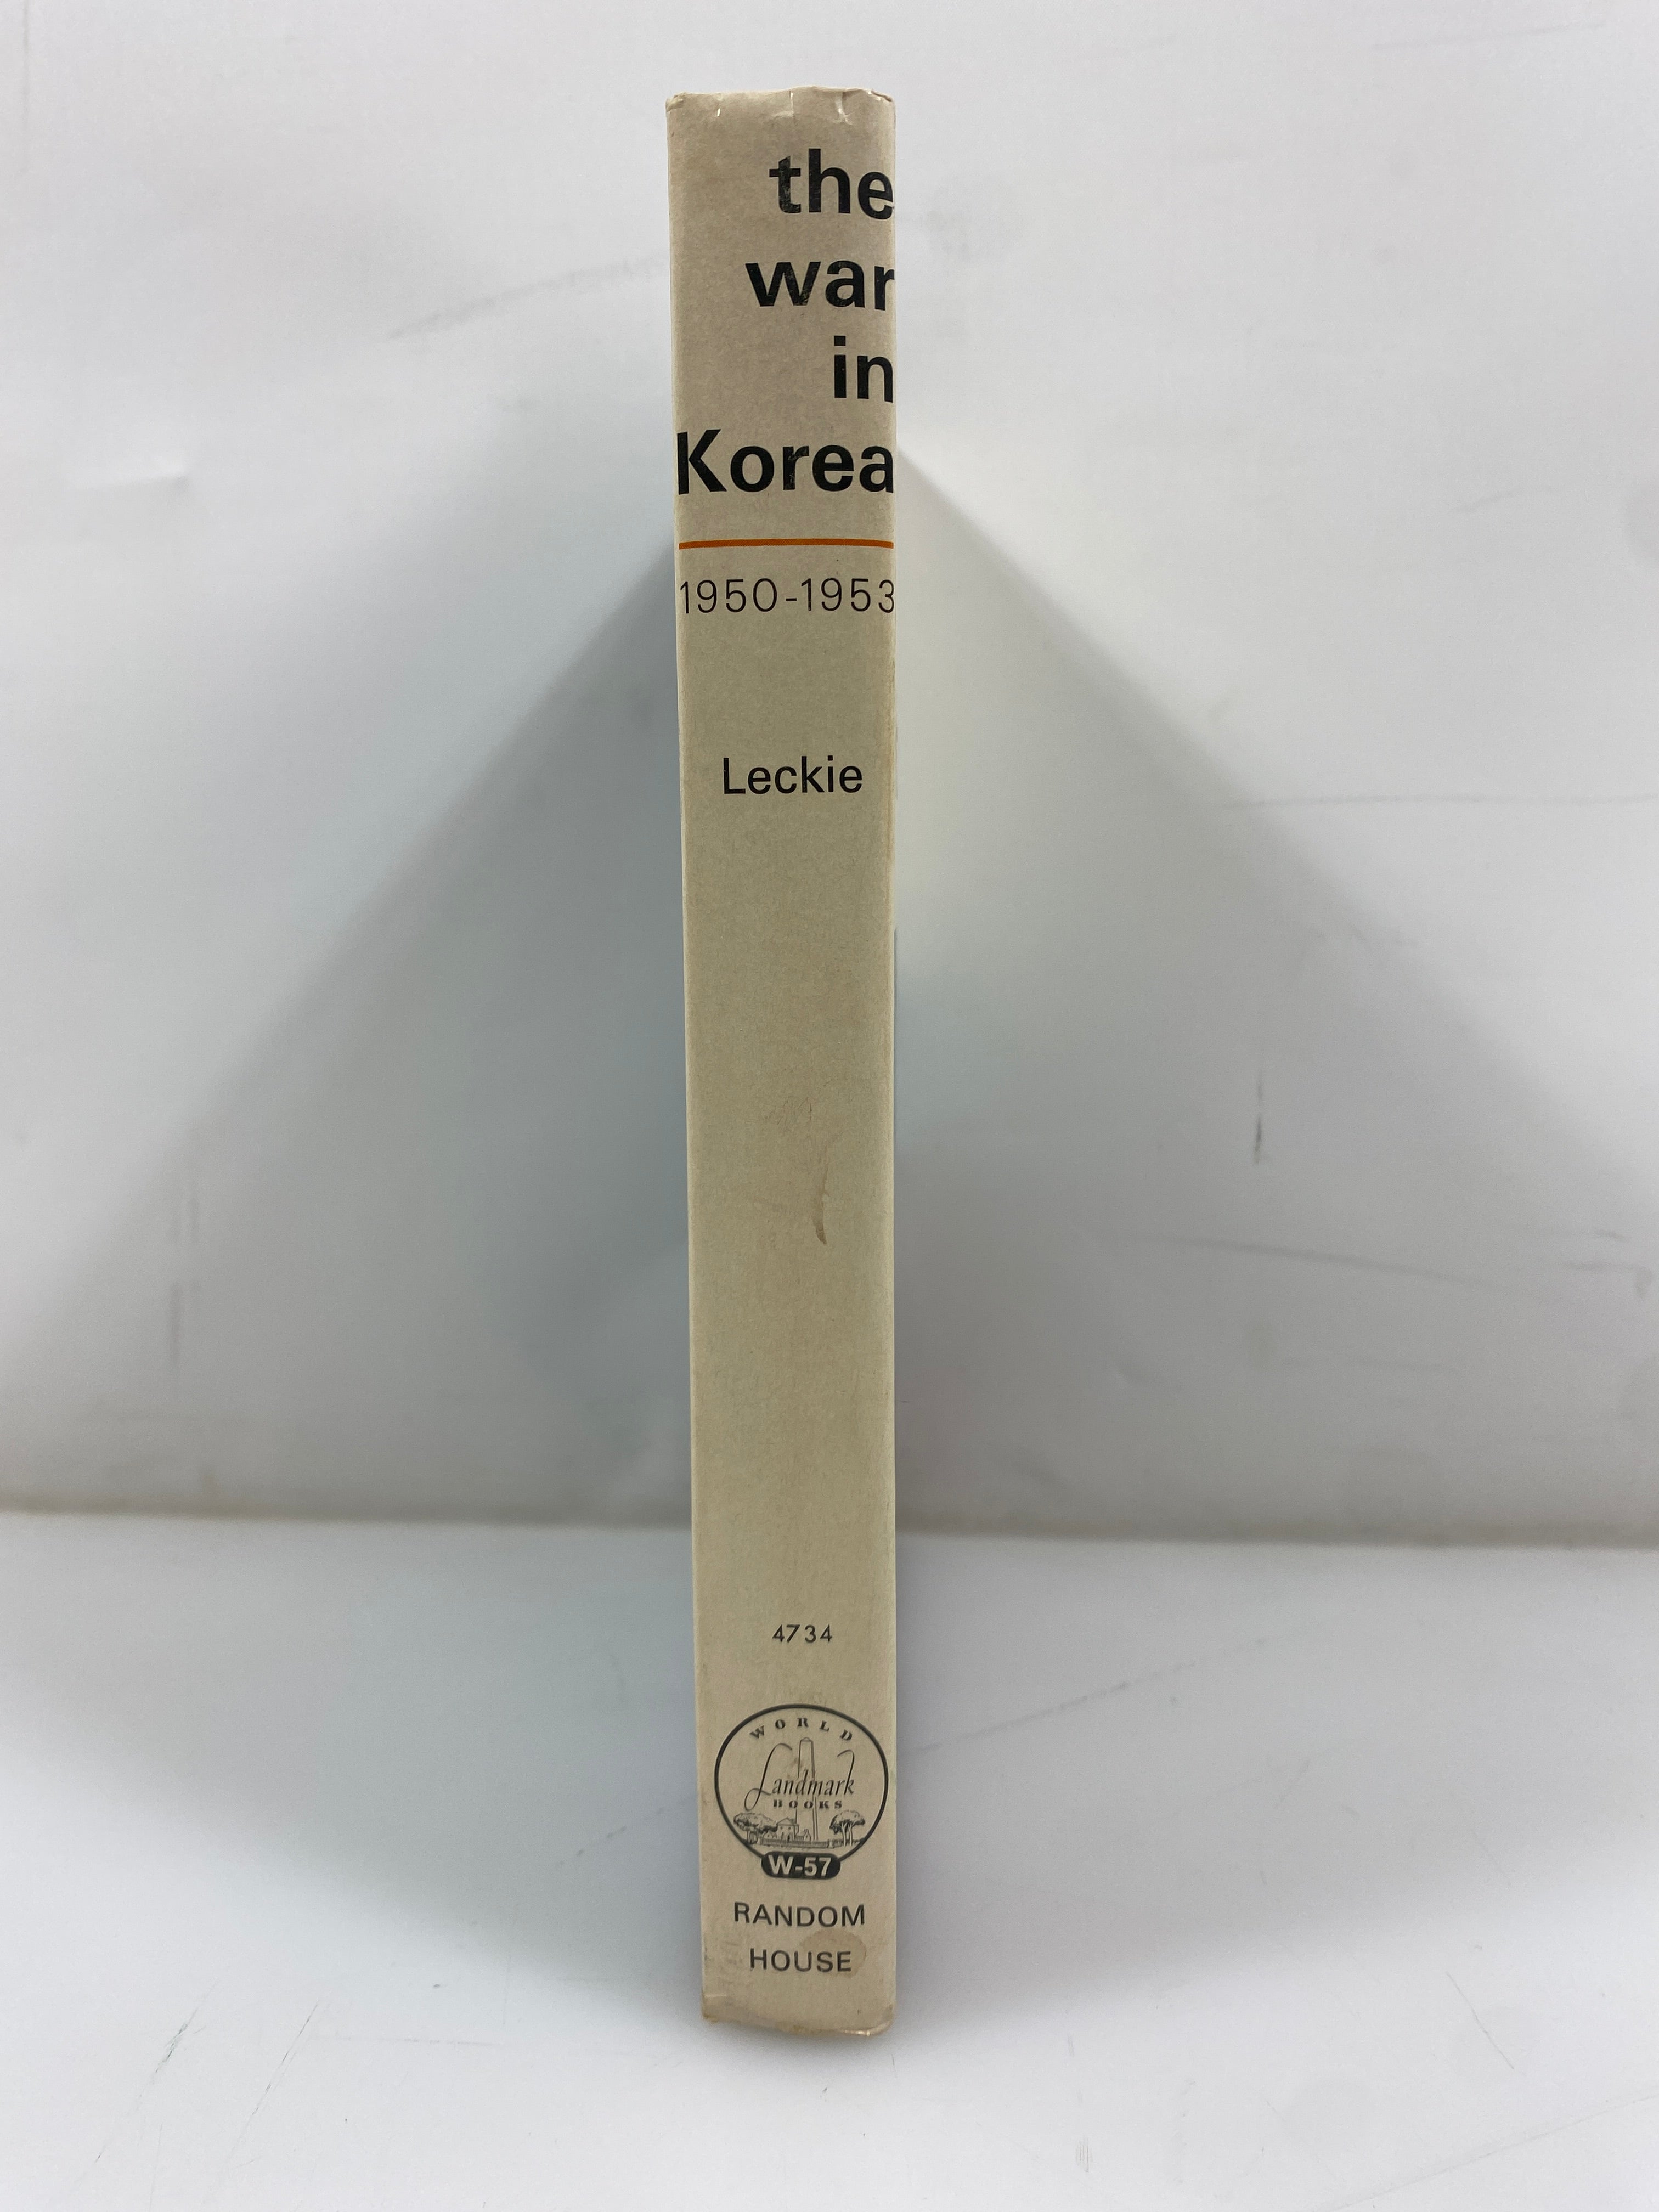 the
war
in
Korea
1950-1953
Leckie
4734
WORLD
Landmark
BOOKS
W-57
RANDOM
HOUSE